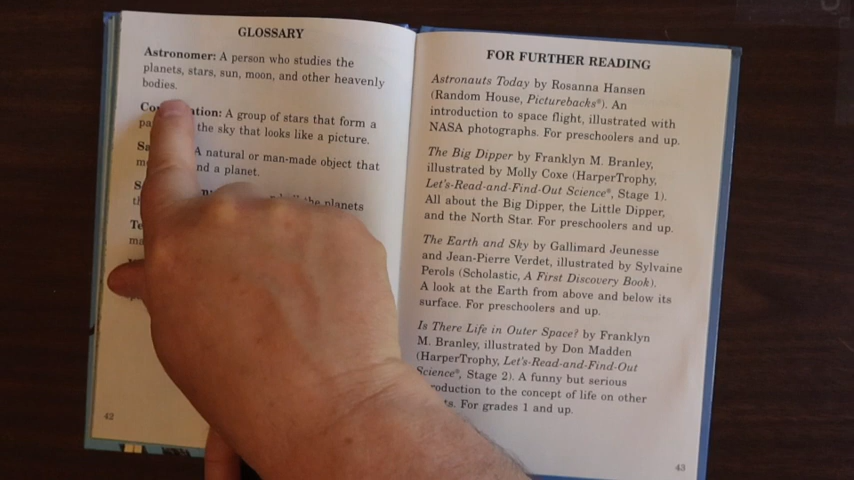 GLOSSARY
Astronomer: A person who studies the
planets, stars, sun, moon, and other heavenly
bodies.
A group of stars that form a
the sky that looks like a picture.
A natural or man-made object that
a planet.
the planets
42
FOR FURTHER READING
Astronauts Today by Rosanna Hansen
(Random House, Picturebacks®). An
introduction to space flight, illustrated with
NASA photographs. For preschoolers and up.
The Big Dipper by Franklyn M. Branley,
illustrated by Molly Coxe (HarperTrophy,
Let's-Read-and-Find-Out Science®, Stage 1).
All about the Big Dipper, the Little Dipper,
and the North Star. For preschoolers and up.
The Earth and Sky by Gallimard Jeunesse
and Jean-Pierre Verdet, illustrated by Sylvaine
Perols (Scholastic, A First Discovery Book).
A look at the Earth from above and below its
surface. For preschoolers and up.
Is There Life in Outer Space? by Franklyn
M. Branley, illustrated by Don Madden
(HarperTrophy, Let's-Read-and-Find-Out
Science®, Stage 2). A funny but serious
to the concept of life on other
For grades 1 and up.
43